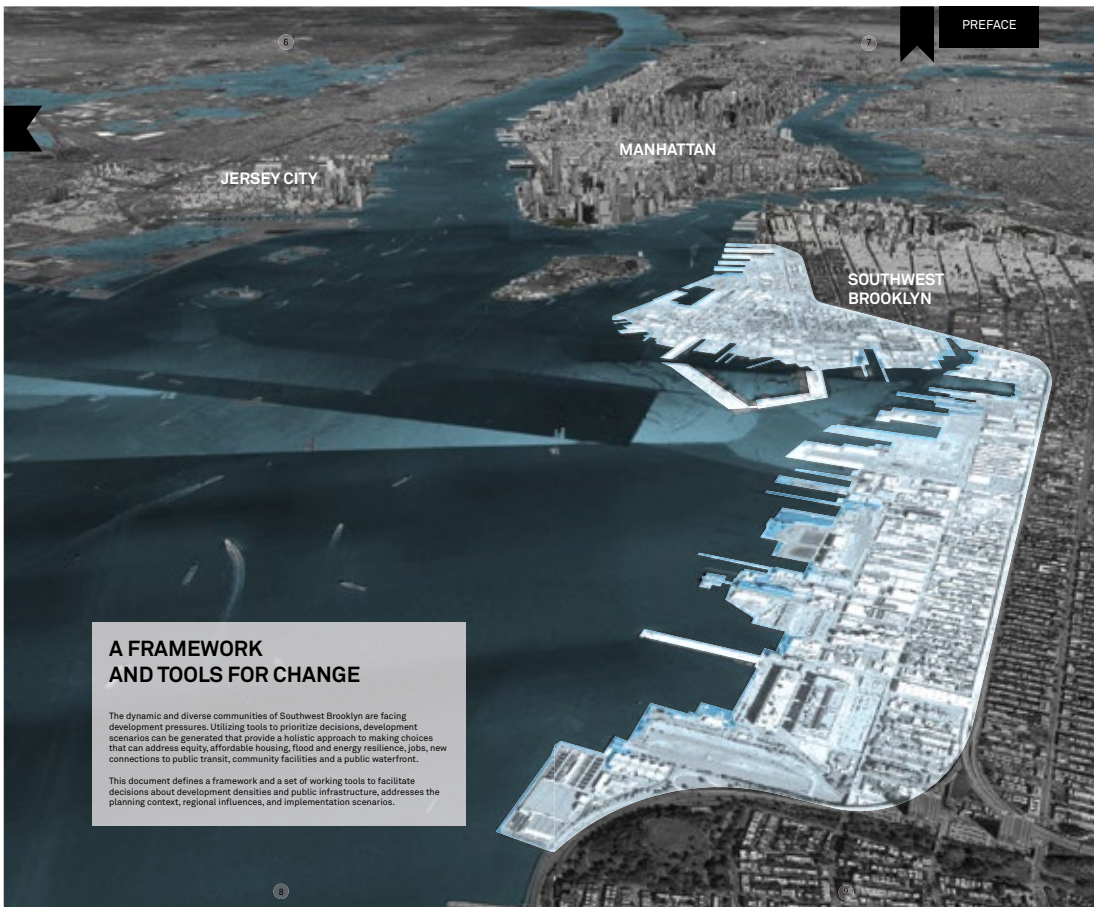 6
7
PREFACE
MANHATTAN
JERSEY CITY
SOUTHWEST
BROOKLYN
A FRAMEWORK
AND TOOLS FOR CHANGE
The dynamic and diverse communities of Southwest Brooklyn are facing
development pressures. Utilizing tools to prioritize decisions, development
scenarios can be generated that provide a holistic approach to making choices
that can address equity, affordable housing, flood and energy resilience, jobs, new
connections to public transit, community facilities and a public waterfront.
This document defines a framework and a set of working tools to facilitate
decisions about development densities and public infrastructure, addresses the
planning context, regional influences, and implementation scenarios.
8
9